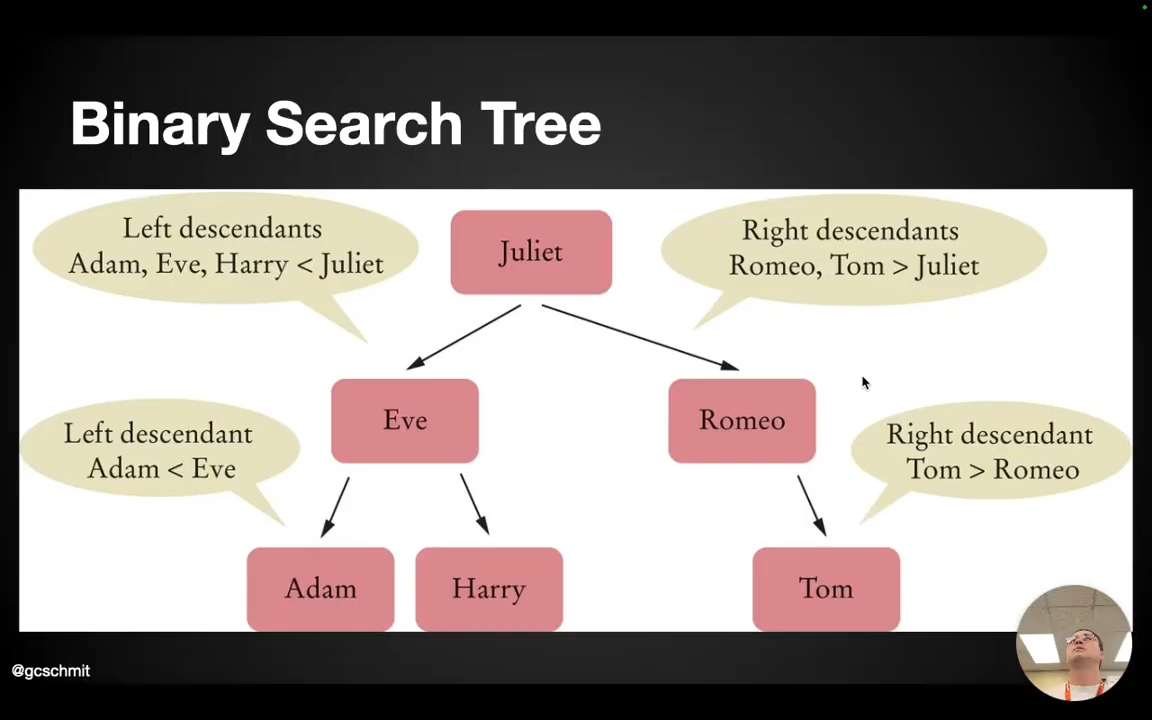 Binary Search Tree
Left descendants
Adam, Eve, Harry < Juliet
Juliet
Right descendants
Romeo, Tom > Juliet
Left descendant
Adam < Eve
Eve
Romeo
Right descendant
Tom > Romeo
Adam
Harry
Tom
@gcschmit